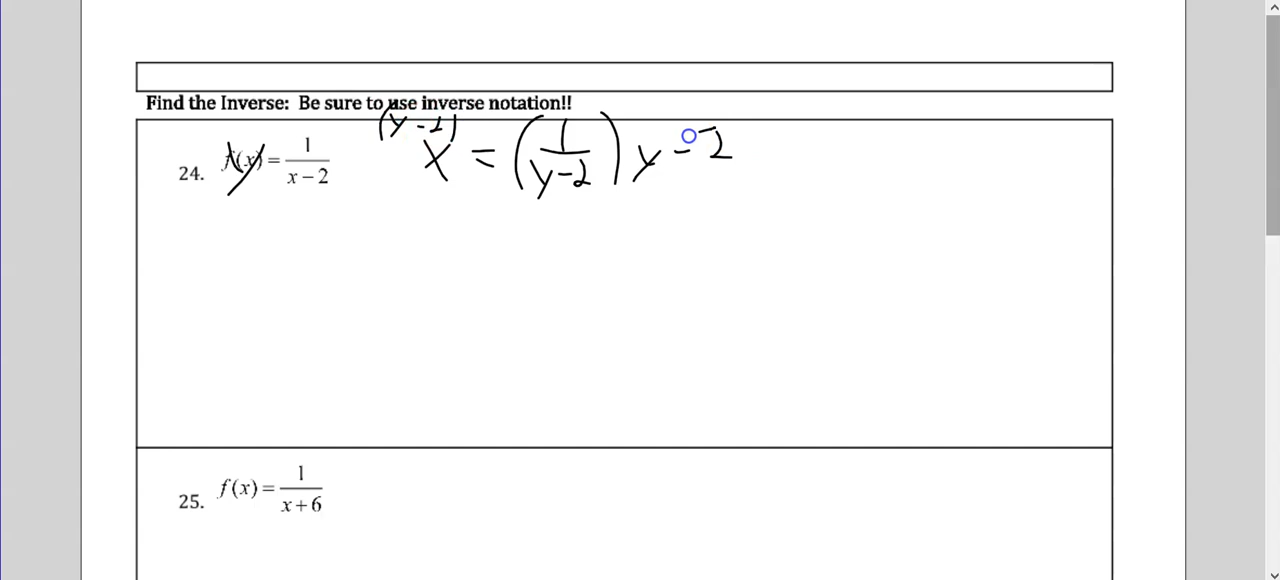 Find the Inverse: Be sure to use inverse notation!!
(y - 2)
24. f(x) = 1/(x - 2) y x = (1/(y-2)) y - 2
25. f(x) = 1/(x + 6)